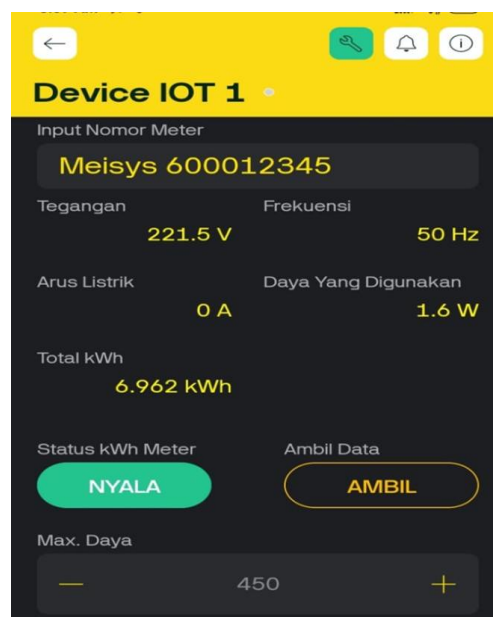 Device IOT 1
Input Nomor Meter
Meisys 600012345
Tegangan
Frekuensi
221.5 V
50 Hz
Arus Listrik
Daya Yang Digunakan
0 A
1.6 W
Total kWh
6.962 kWh
Status kWh Meter
Ambil Data
NYALA
AMBIL
Max. Daya
450